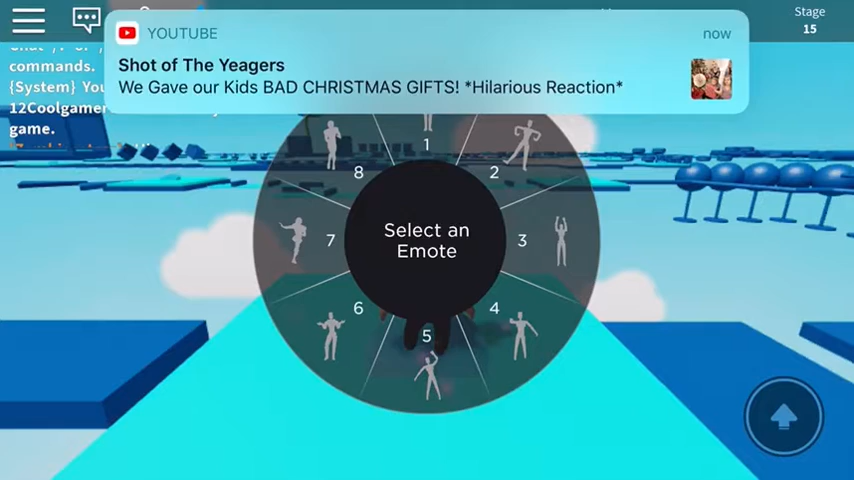 YOUTUBE
now
Shot of The Yeagers
We Gave our Kids BAD CHRISTMAS GIFTS! *Hilarious Reaction*
Stage
15
commands.
{System} You
12Coolgamer
game.
Select an
Emote
1
2
3
4
5
6
7
8